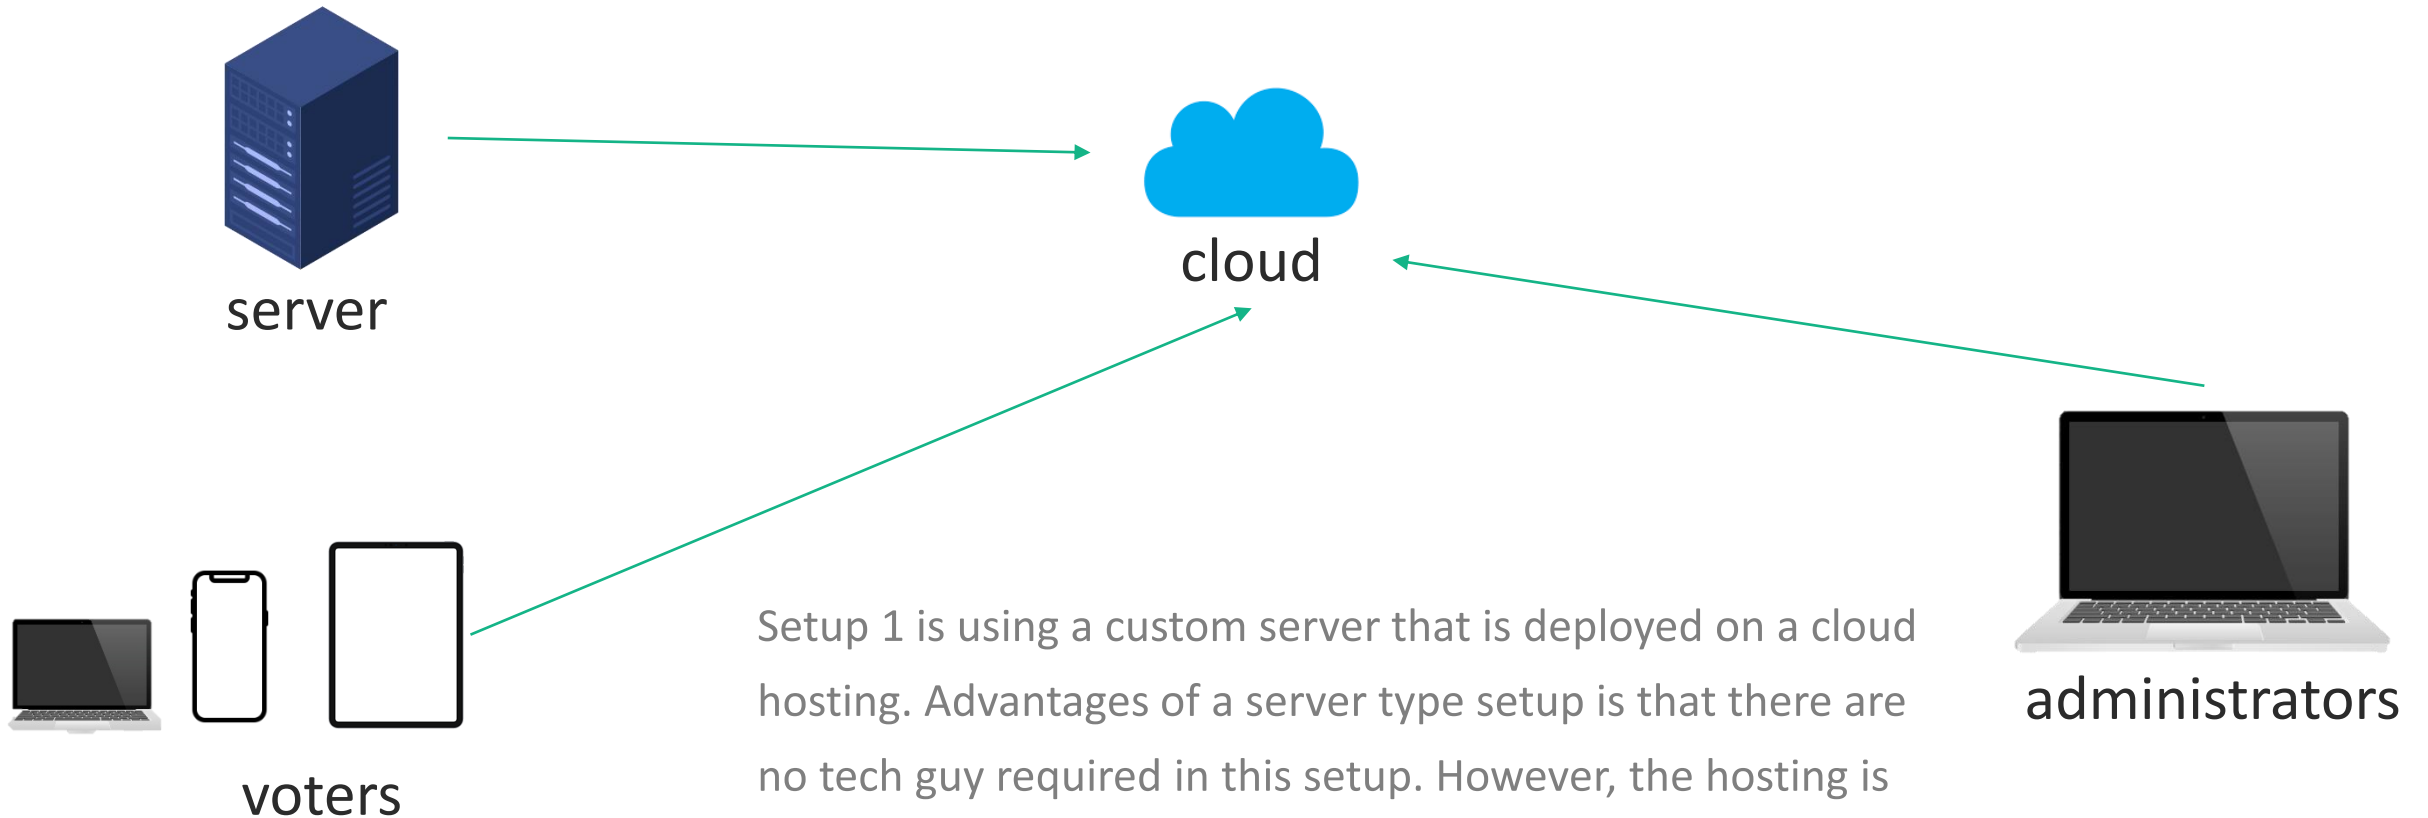 server
cloud
voters
administrators
Setup 1 is using a custom server that is deployed on a cloud
hosting. Advantages of a server type setup is that there are
no tech guy required in this setup. However, the hosting is